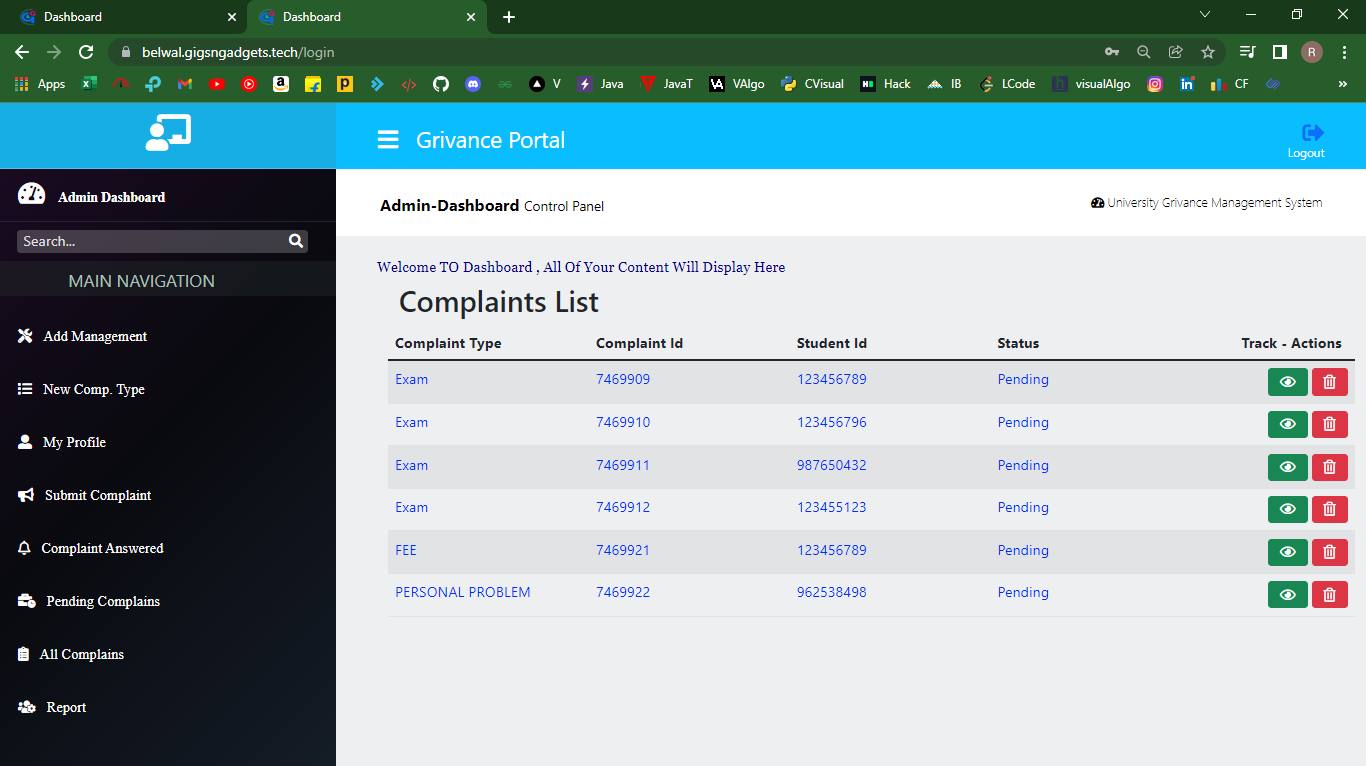 Dashboard
Dashboard
belwal.gigsngadgets.tech/login
R
Apps
V
Java
JavaT
VAlgo
CVisual
Hack
IB
LCode
visualAlgo
CF
»
Grivance Portal
Logout
Admin Dashboard
Search...
MAIN NAVIGATION
Add Management
New Comp. Type
My Profile
Submit Complaint
Complaint Answered
Pending Complains
All Complains
Report
Admin-Dashboard Control Panel
University Grivance Management System
Welcome TO Dashboard , All Of Your Content Will Display Here
Complaints List
Complaint Type Complaint Id Student Id Status Track - Actions
Exam 7469909 123456789 Pending
Exam 7469910 123456796 Pending
Exam 7469911 987650432 Pending
Exam 7469912 123455123 Pending
FEE 7469921 123456789 Pending
PERSONAL PROBLEM 7469922 962538498 Pending